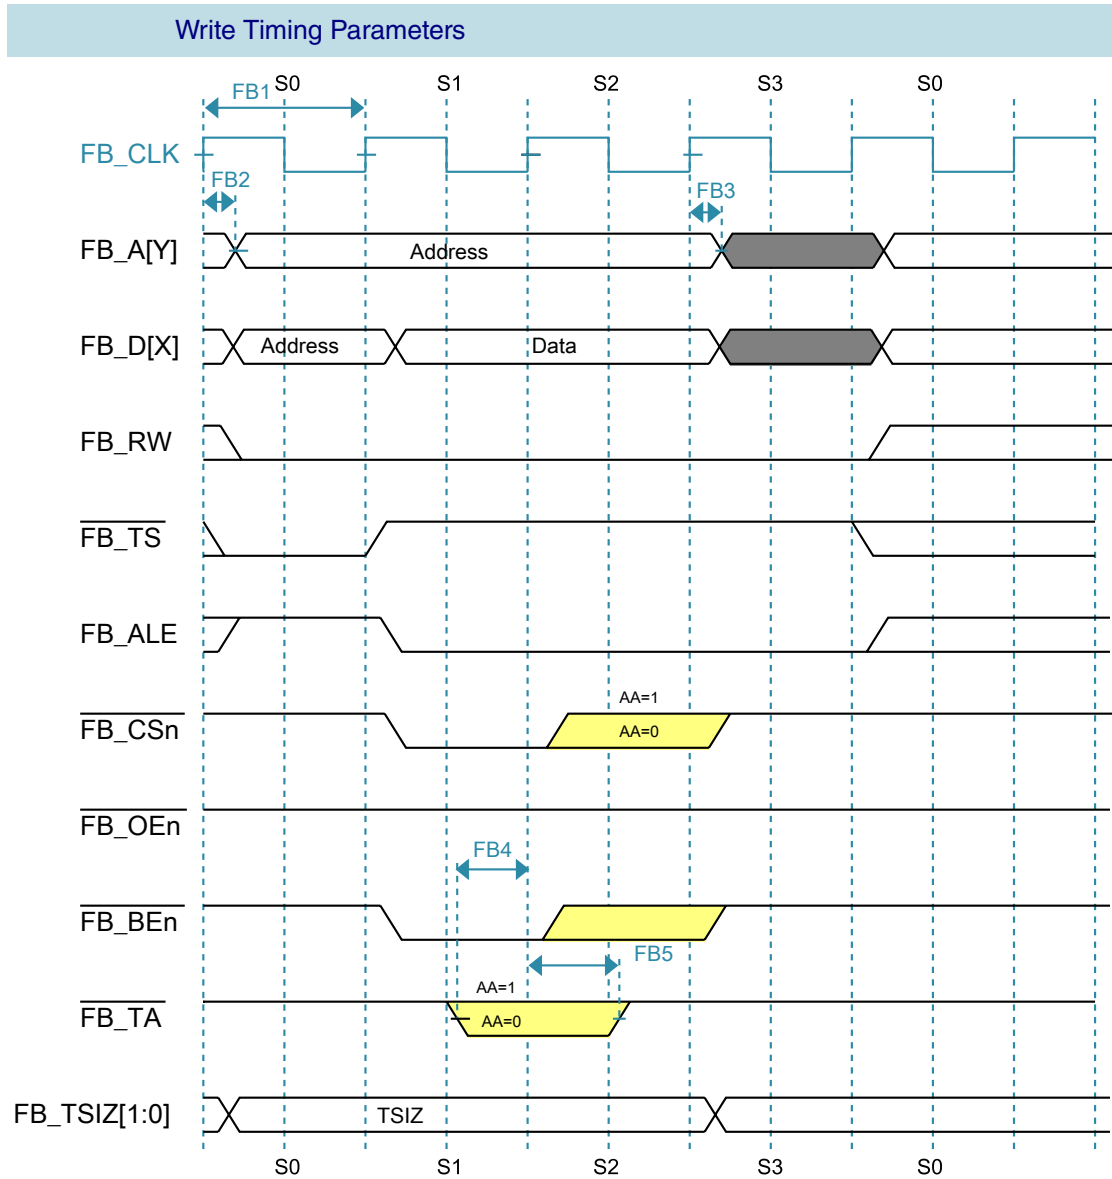 Write Timing Parameters
S0 S1 S2 S3 S0
FB1
FB_CLK
FB2 FB3
FB_A[Y] Address
FB_D[X] Address Data
FB_RW
FB_TS
FB_ALE
AA=1
FB_CSn AA=0
FB_OEn
FB4
FB_BEn
FB5
AA=1
FB_TA AA=0
FB_TSIZ[1:0] TSIZ
S0 S1 S2 S3 S0